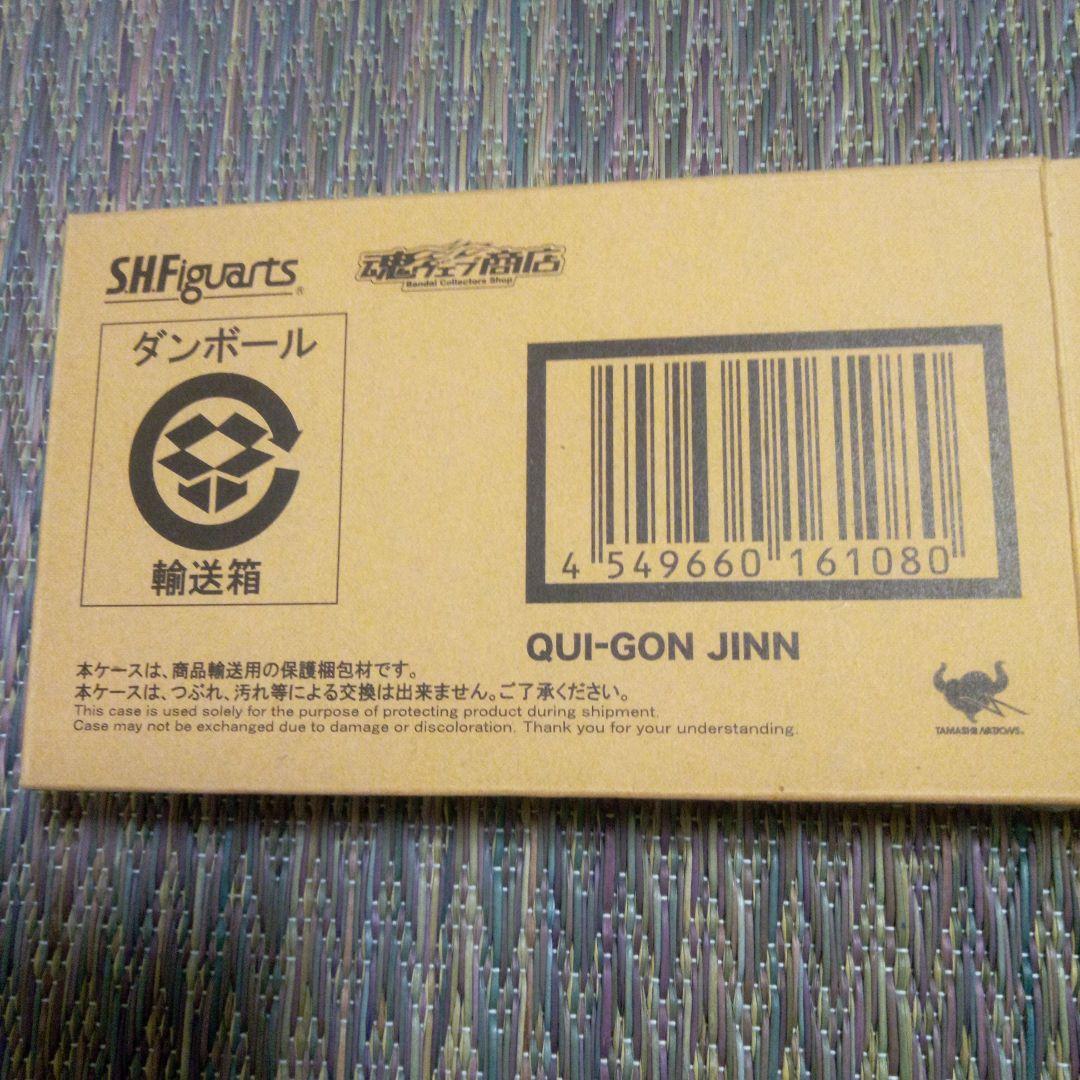 S.H.Figuarts
魂ウェブ商店
Bandai Collectors Shop
ダンボール
輸送箱
4 549660 161080
QUI-GON JINN
本ケースは、商品輸送用の保護梱包材です。
本ケースは、つぶれ、汚れ等による交換は出来ません。ご了承ください。
This case is used solely for the purpose of protecting product during shipment.
Case may not be exchanged due to damage or discoloration. Thank you for your understanding.
TAMASHII NATIONS